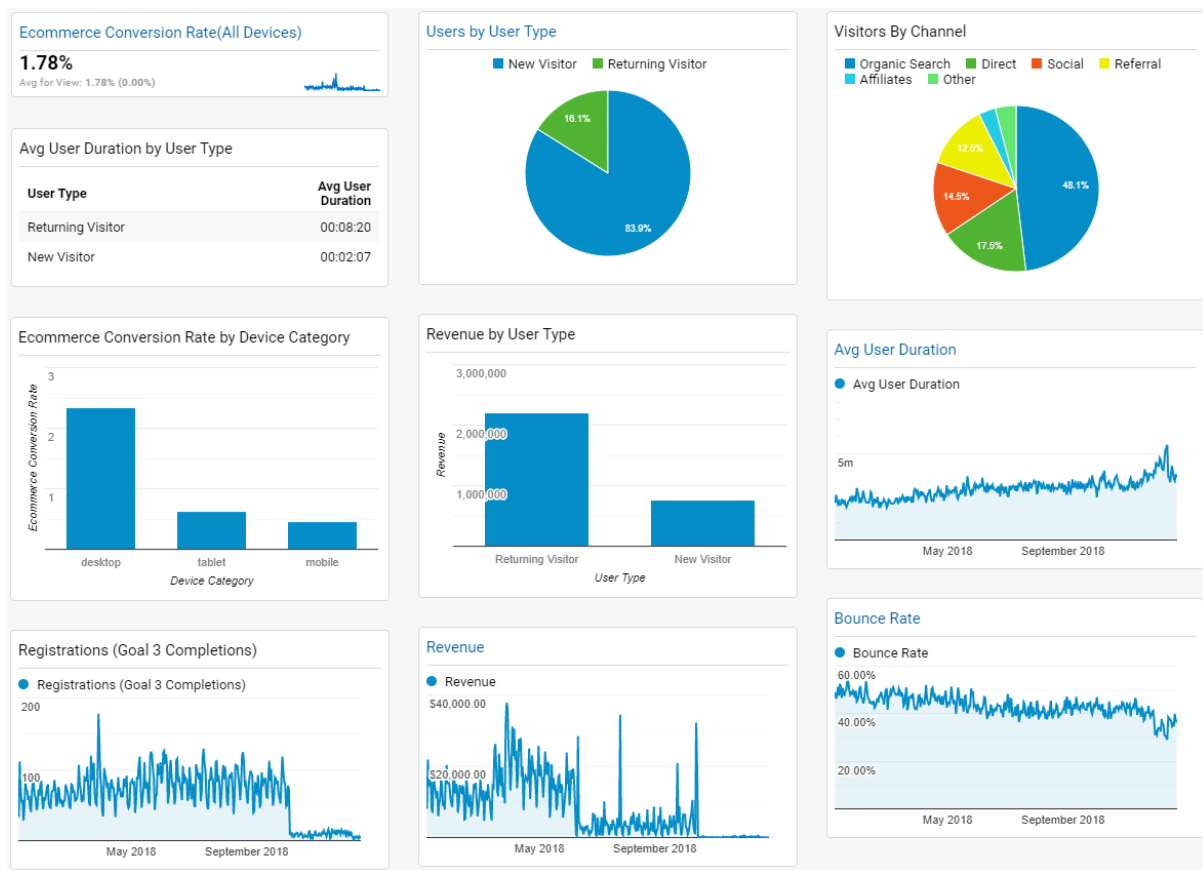 Ecommerce Conversion Rate(All Devices)
1.78%
Avg for View: 1.78% (0.00%)
Avg User Duration by User Type
User Type
Avg User
Duration
Returning Visitor 00:08:20
New Visitor 00:02:07
Ecommerce Conversion Rate by Device Category
3
2
1
Ecommerce Conversion Rate
desktop tablet mobile
Device Category
Registrations (Goal 3 Completions)
Registrations (Goal 3 Completions)
200
100
May 2018 September 2018
Users by User Type
New Visitor Returning Visitor
16.1%
83.9%
Revenue by User Type
3,000,000
2,000,000
1,000,000
Revenue
Returning Visitor New Visitor
User Type
Revenue
Revenue
$40,000.00
$20,000.00
May 2018 September 2018
Visitors By Channel
Organic Search Direct Social Referral
Affiliates Other
12.5%
48.1%
14.5%
17.5%
Avg User Duration
Avg User Duration
5m
May 2018 September 2018
Bounce Rate
Bounce Rate
60.00%
40.00%
20.00%
May 2018 September 2018